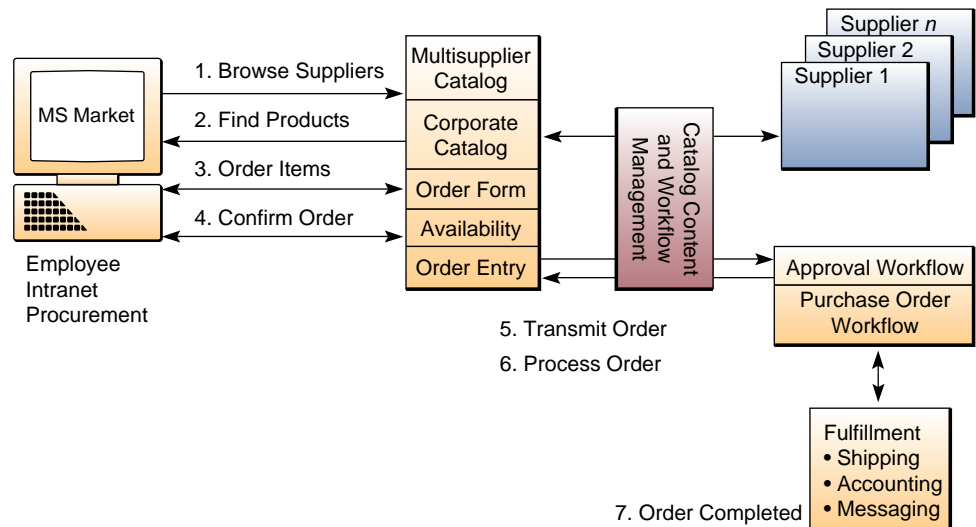 MS Market
Employee
Intranet
Procurement
1. Browse Suppliers
2. Find Products
3. Order Items
4. Confirm Order
Multisupplier
Catalog
Corporate
Catalog
Order Form
Availability
Order Entry
Catalog Content
and Workflow
Management
Supplier n
Supplier 2
Supplier 1
5. Transmit Order
6. Process Order
Approval Workflow
Purchase Order
Workflow
Fulfillment
• Shipping
• Accounting
• Messaging
7. Order Completed